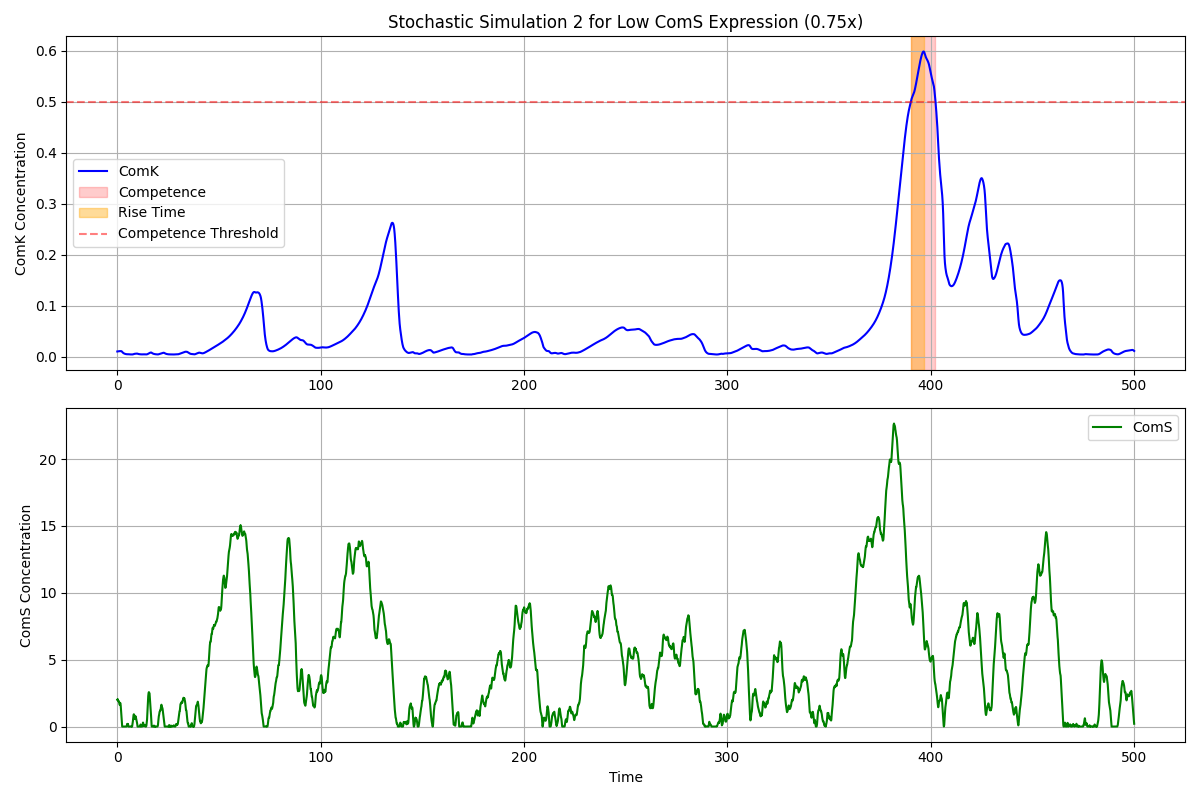 Stochastic Simulation 2 for Low ComS Expression (0.75x)
ComK Concentration
0.6
0.5
0.4
0.3
0.2
0.1
0.0
ComK
Competence
Rise Time
Competence Threshold
0 100 200 300 400 500
ComS Concentration
20
15
10
5
0
ComS
0 100 200 300 400 500
Time